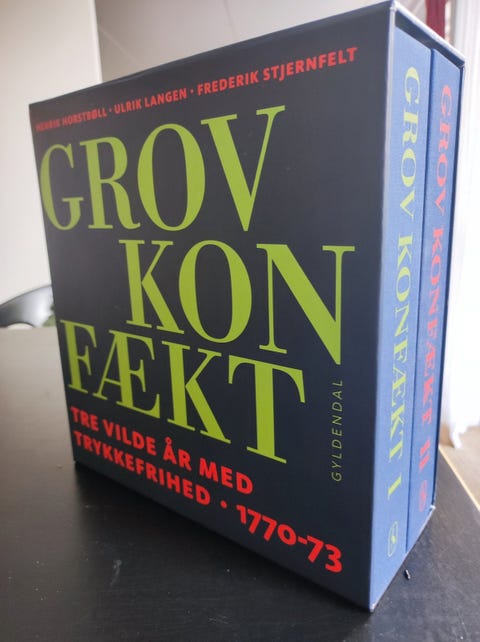 HENRIK HORSTBØLL · ULRIK LANGEN · FREDERIK STJERNFELT
GROV
KON
FÆKT
TRE VILDE ÅR MED
TRYKKEFRIHED · 1770-73
GYLDENDAL
GROV KONFÆKT I
GROV KONFÆKT II